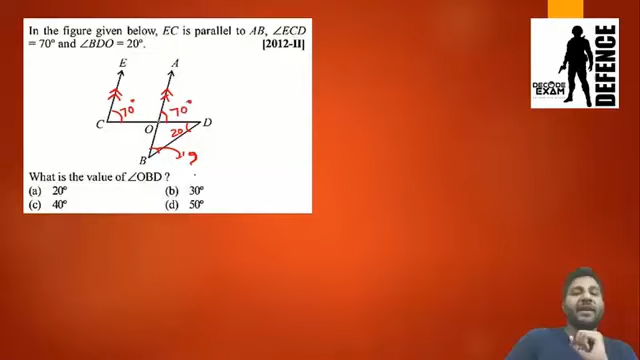 In the figure given below, EC is parallel to AB, ∠ECD
= 70° and ∠BDO = 20°. [2012-II]
E A
70° 70°
C O D
20
B
What is the value of ∠OBD ?
(a) 20° (b) 30°
(c) 40° (d) 50°
DECODE
EXAM
DEFENCE